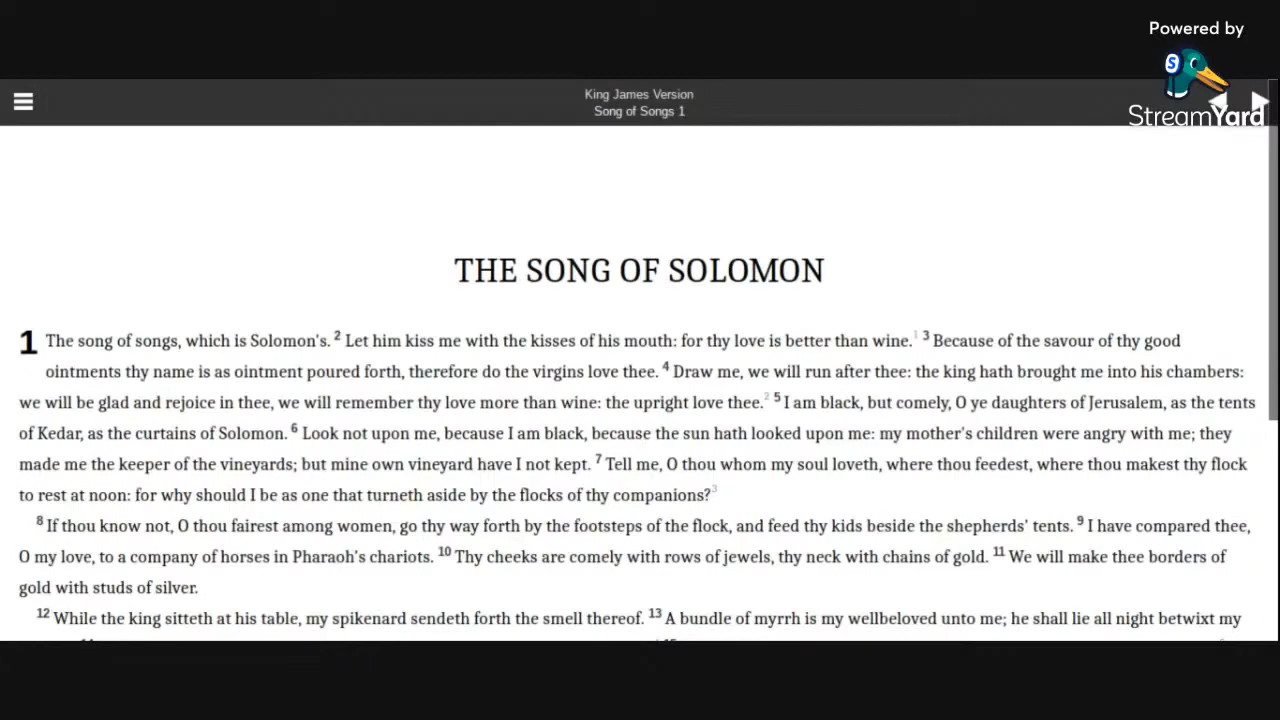 Powered by
StreamYard
King James Version
Song of Songs 1
THE SONG OF SOLOMON
1 The song of songs, which is Solomon's. 2 Let him kiss me with the kisses of his mouth: for thy love is better than wine.1 3 Because of the savour of thy good
ointments thy name is as ointment poured forth, therefore do the virgins love thee. 4 Draw me, we will run after thee: the king hath brought me into his chambers:
we will be glad and rejoice in thee, we will remember thy love more than wine: the upright love thee.2 5 I am black, but comely, O ye daughters of Jerusalem, as the tents
of Kedar, as the curtains of Solomon. 6 Look not upon me, because I am black, because the sun hath looked upon me: my mother's children were angry with me; they
made me the keeper of the vineyards; but mine own vineyard have I not kept. 7 Tell me, O thou whom my soul loveth, where thou feedest, where thou makest thy flock
to rest at noon: for why should I be as one that turneth aside by the flocks of thy companions?3
8 If thou know not, O thou fairest among women, go thy way forth by the footsteps of the flock, and feed thy kids beside the shepherds' tents. 9 I have compared thee,
O my love, to a company of horses in Pharaoh's chariots. 10 Thy cheeks are comely with rows of jewels, thy neck with chains of gold. 11 We will make thee borders of
gold with studs of silver.
12 While the king sitteth at his table, my spikenard sendeth forth the smell thereof. 13 A bundle of myrrh is my wellbeloved unto me; he shall lie all night betwixt my